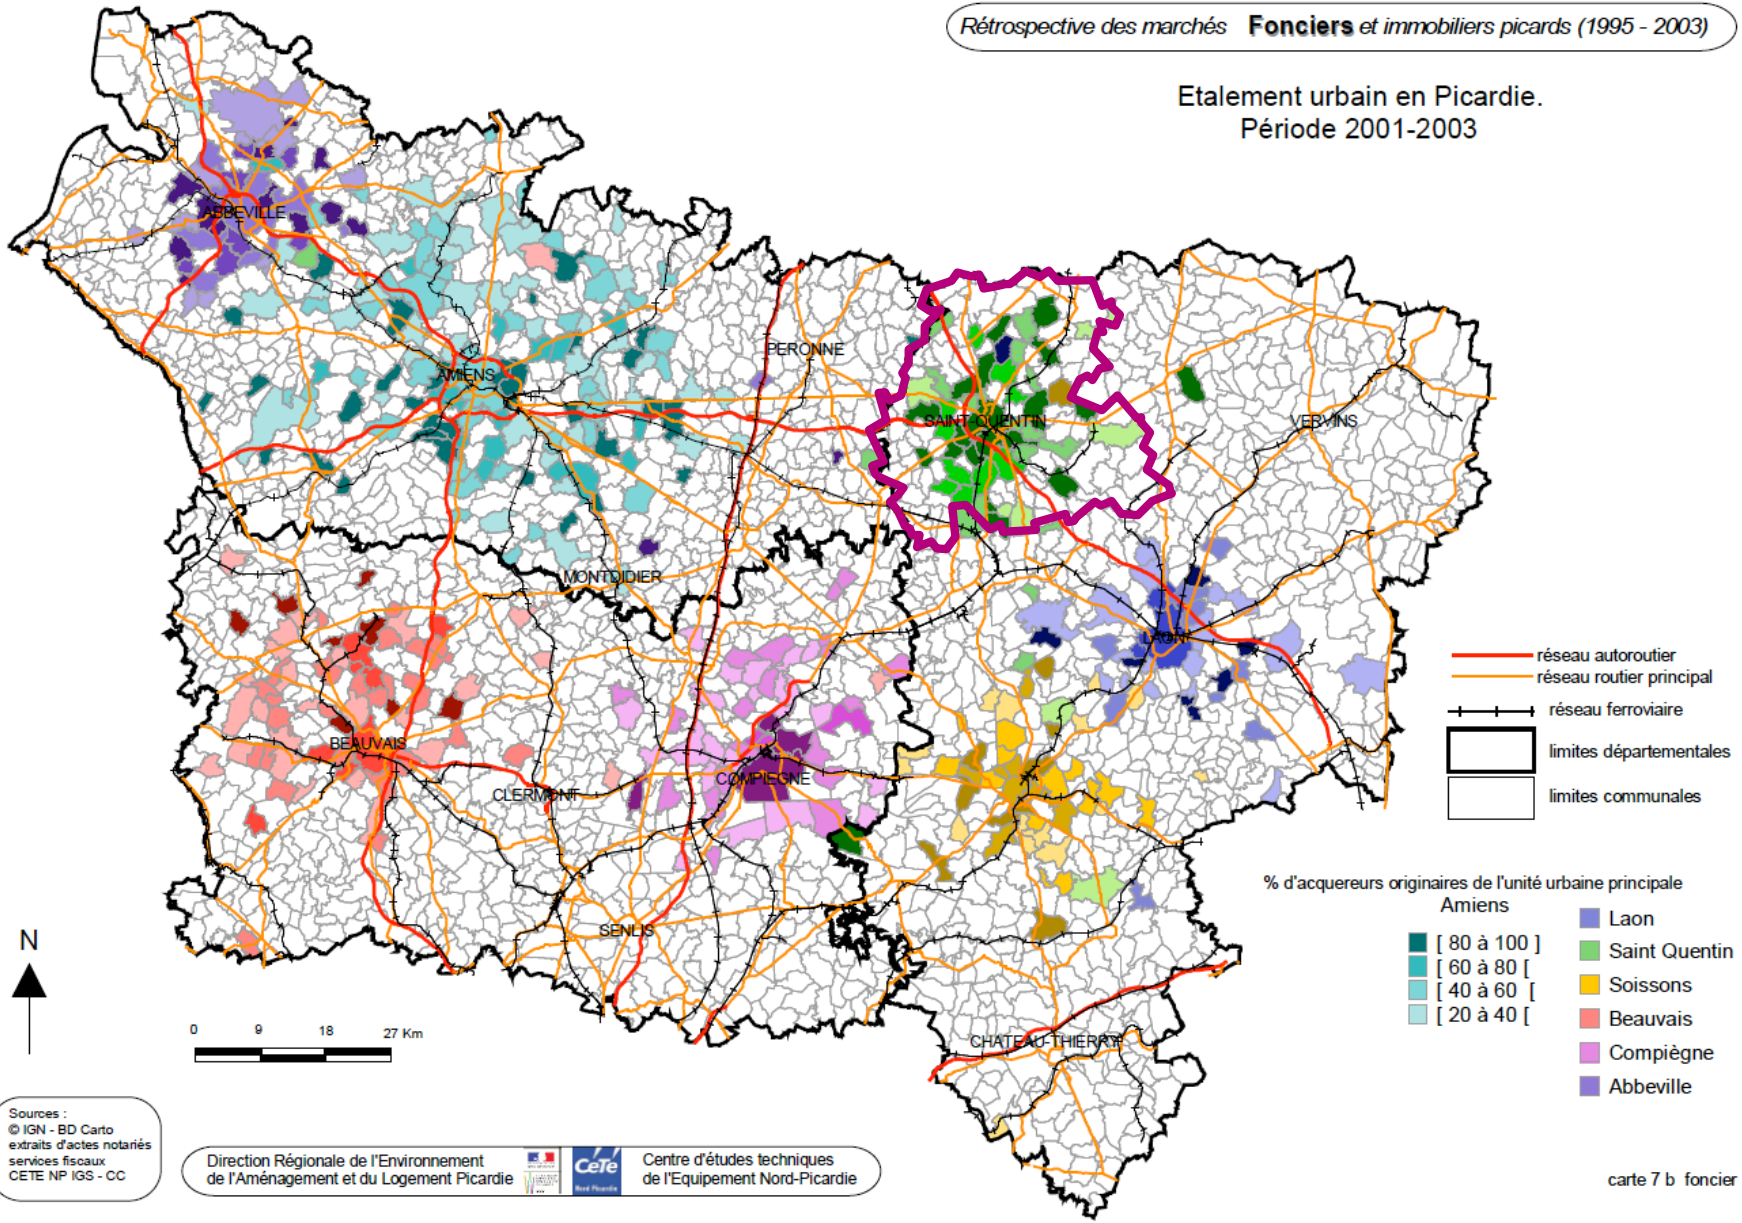 Rétrospective des marchés Fonciers et immobiliers picards (1995 - 2003)
Etalement urbain en Picardie.
Période 2001-2003
ABBEVILLE
AMIENS
PERONNE
SAINT-QUENTIN
VERVINS
MONTDIDIER
LAON
BEAUVAIS
CLERMONT
COMPIEGNE
SENLIS
CHATEAU-THIERRY
réseau autoroutier
réseau routier principal
réseau ferroviaire
limites départementales
limites communales
% d'acquereurs originaires de l'unité urbaine principale
Amiens
[ 80 à 100 ]
[ 60 à 80 [
[ 40 à 60 [
[ 20 à 40 [
Laon
Saint Quentin
Soissons
Beauvais
Compiègne
Abbeville
N
0 9 18 27 Km
Sources :
© IGN - BD Carto
extraits d'actes notariés
services fiscaux
CETE NP IGS - CC
Direction Régionale de l'Environnement
de l'Aménagement et du Logement Picardie
CeTe
Nord Picardie
Centre d'études techniques
de l'Equipement Nord-Picardie
carte 7 b foncier